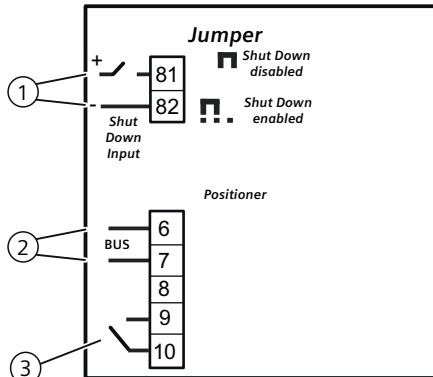 Jumper
Shut Down
disabled
+
81
1
-
82
Shut Down
enabled
Shut
Down
Input
Positioner
6
2
BUS
7
8
9
10
3